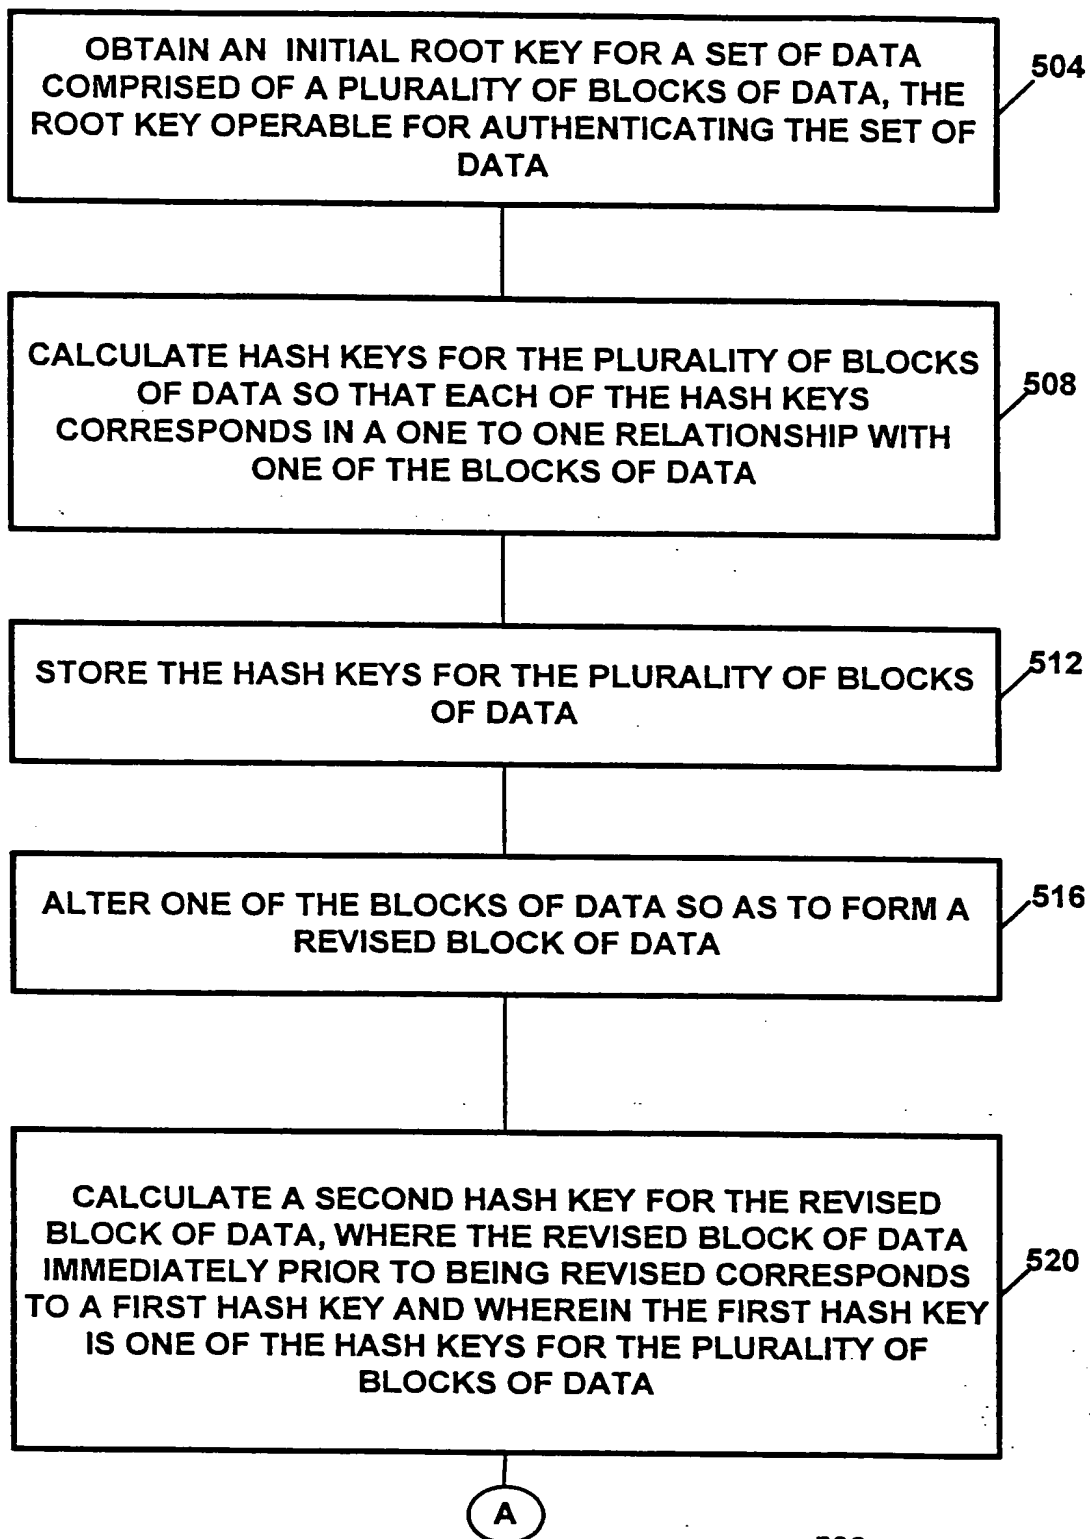 OBTAIN AN INITIAL ROOT KEY FOR A SET OF DATA
COMPRISED OF A PLURALITY OF BLOCKS OF DATA, THE
ROOT KEY OPERABLE FOR AUTHENTICATING THE SET OF
DATA
504
CALCULATE HASH KEYS FOR THE PLURALITY OF BLOCKS
OF DATA SO THAT EACH OF THE HASH KEYS
CORRESPONDS IN A ONE TO ONE RELATIONSHIP WITH
ONE OF THE BLOCKS OF DATA
508
STORE THE HASH KEYS FOR THE PLURALITY OF BLOCKS
OF DATA
512
ALTER ONE OF THE BLOCKS OF DATA SO AS TO FORM A
REVISED BLOCK OF DATA
516
CALCULATE A SECOND HASH KEY FOR THE REVISED
BLOCK OF DATA, WHERE THE REVISED BLOCK OF DATA
IMMEDIATELY PRIOR TO BEING REVISED CORRESPONDS
TO A FIRST HASH KEY AND WHEREIN THE FIRST HASH KEY
IS ONE OF THE HASH KEYS FOR THE PLURALITY OF
BLOCKS OF DATA
520
A